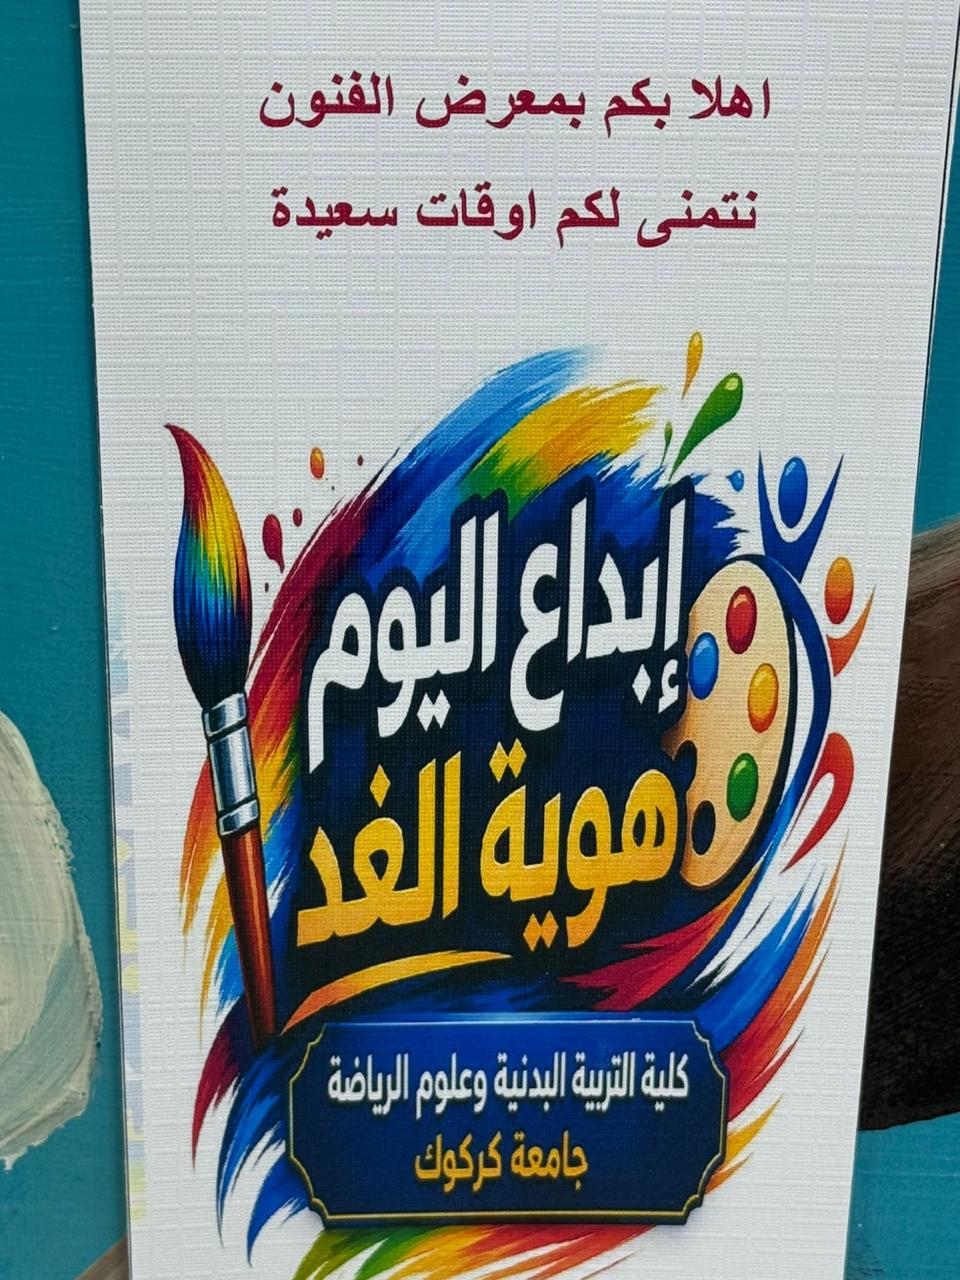 اهلا بكم بمعرض الفنون
نتمنى لكم اوقات سعيدة
إبداع اليوم
هوية الغد
كلية التربية البدنية وعلوم الرياضة
جامعة كركوك